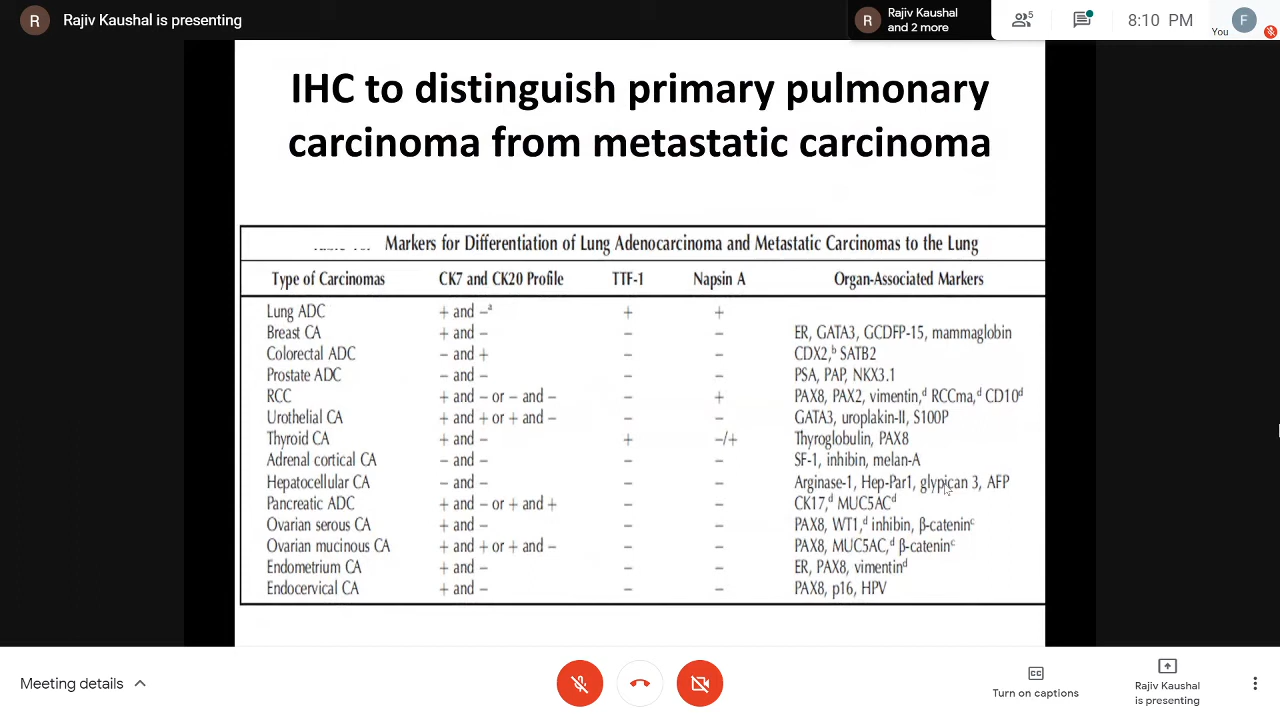 R Rajiv Kaushal is presenting
R Rajiv Kaushal
and 2 more
5
8:10 PM
You F
IHC to distinguish primary pulmonary
carcinoma from metastatic carcinoma
Markers for Differentiation of Lung Adenocarcinoma and Metastatic Carcinomas to the Lung
Type of Carcinomas CK7 and CK20 Profile TTF-1 Napsin A Organ-Associated Markers
Lung ADC + and −ᵃ + +
Breast CA + and − − − ER, GATA3, GCDFP-15, mammaglobin
Colorectal ADC − and + − − CDX2,ᵇ SATB2
Prostate ADC − and − − − PSA, PAP, NKX3.1
RCC + and − or − and − − + PAX8, PAX2, vimentin,ᵈ RCCma,ᵈ CD10ᵈ
Urothelial CA + and + or + and − − − GATA3, uroplakin-II, S100P
Thyroid CA + and − + −/+ Thyroglobulin, PAX8
Adrenal cortical CA − and − − − SF-1, inhibin, melan-A
Hepatocellular CA − and − − − Arginase-1, Hep-Par1, glypican 3, AFP
Pancreatic ADC + and − or + and + − − CK17,ᵈ MUC5ACᵈ
Ovarian serous CA + and − − − PAX8, WT1,ᵈ inhibin, β-cateninᶜ
Ovarian mucinous CA + and + or + and − − − PAX8, MUC5AC,ᵈ β-cateninᶜ
Endometrium CA + and − − − ER, PAX8, vimentinᵈ
Endocervical CA + and − − − PAX8, p16, HPV
Meeting details
CC
Turn on captions
Rajiv Kaushal
is presenting